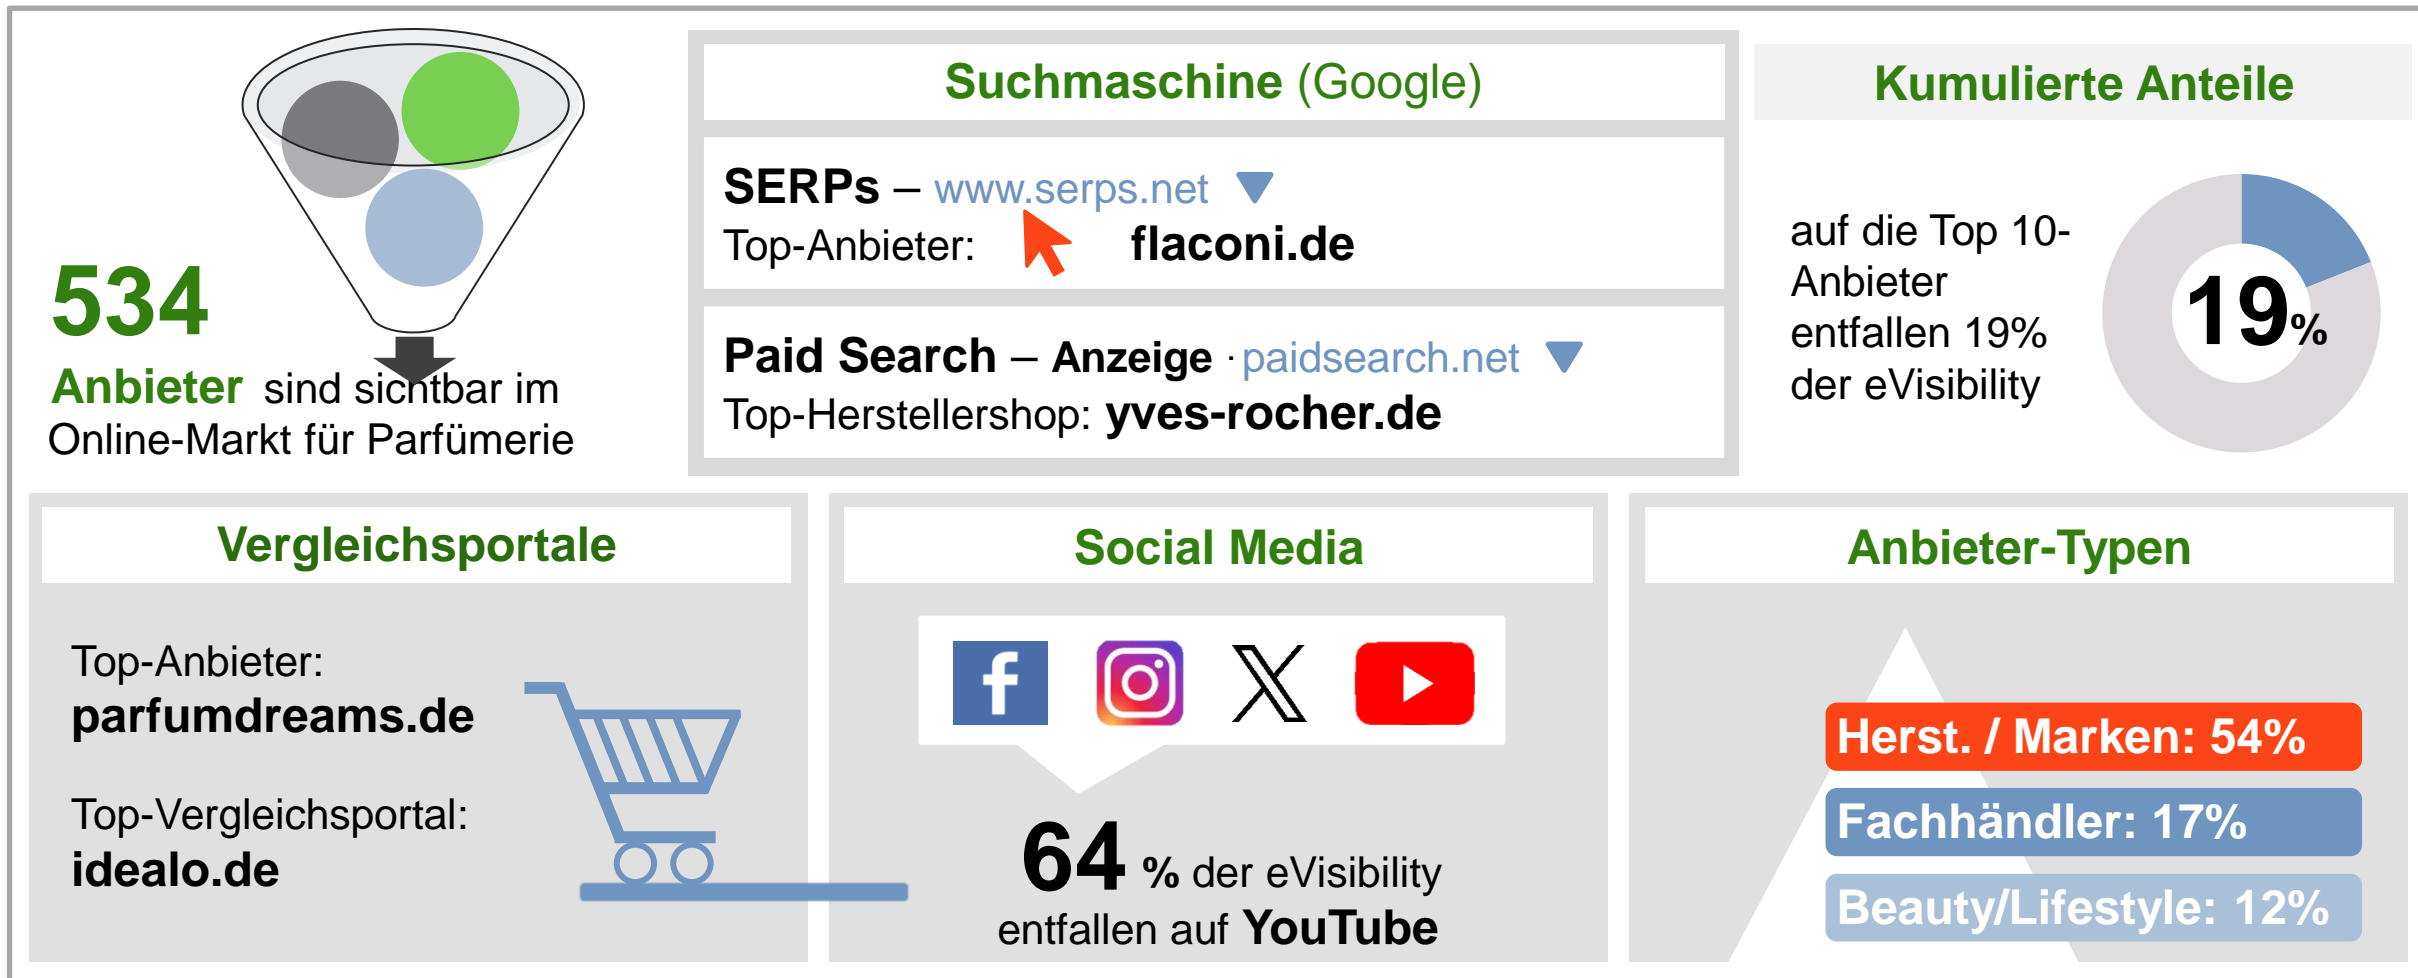 534
Anbieter sind sichtbar im
Online-Markt für Parfümerie
Suchmaschine (Google)
SERPs – www.serps.net
Top-Anbieter: flaconi.de
Paid Search – Anzeige · paidsearch.net
Top-Herstellershop: yves-rocher.de
Kumulierte Anteile
auf die Top 10-
Anbieter
entfallen 19%
der eVisibility
19%
Vergleichsportale
Top-Anbieter:
parfumdreams.de
Top-Vergleichsportal:
idealo.de
Social Media
64 % der eVisibility
entfallen auf YouTube
Anbieter-Typen
Herst. / Marken: 54%
Fachhändler: 17%
Beauty/Lifestyle: 12%